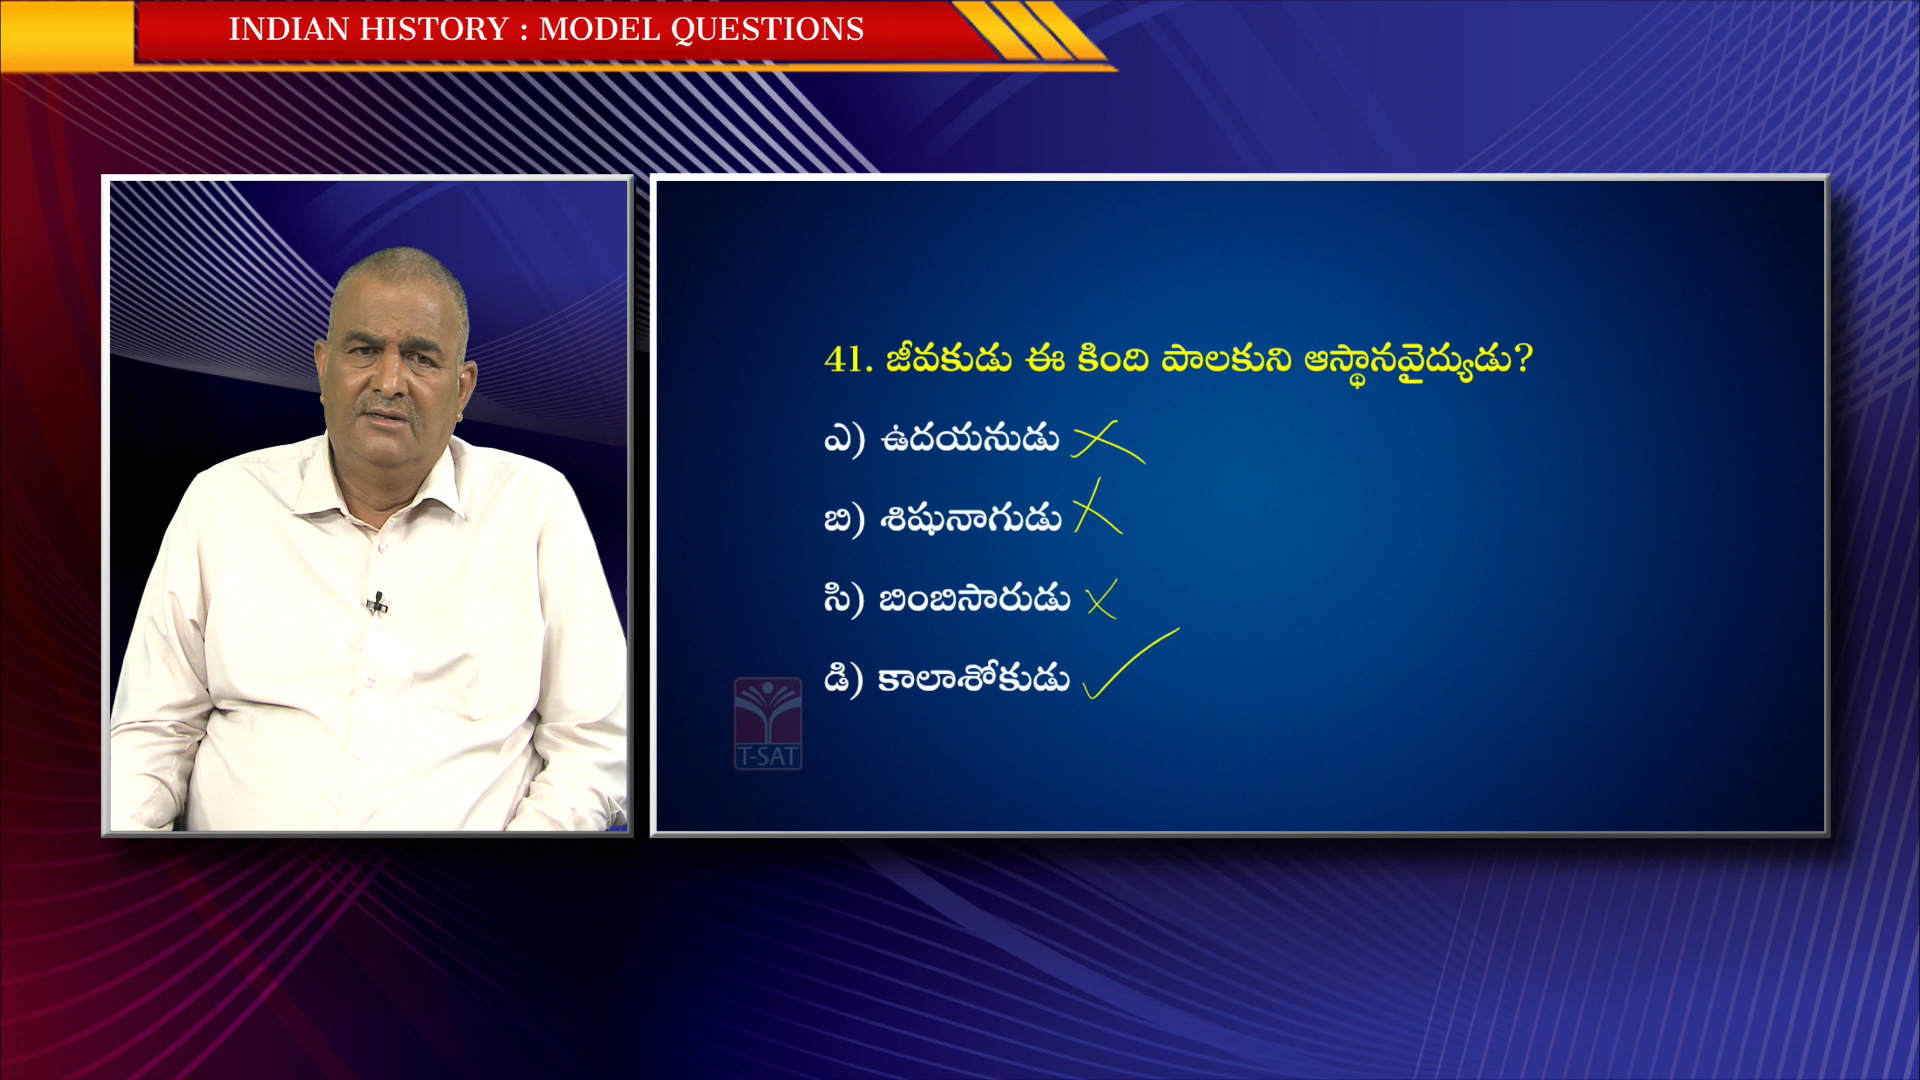 INDIAN HISTORY : MODEL QUESTIONS
41. జీవకుడు ఈ కింది పాలకుని ఆస్థానవైద్యుడు?
ఎ) ఉదయనుడు
బి) శిషునాగుడు
సి) బింబిసారుడు
డి) కాలాశోకుడు
T-SAT